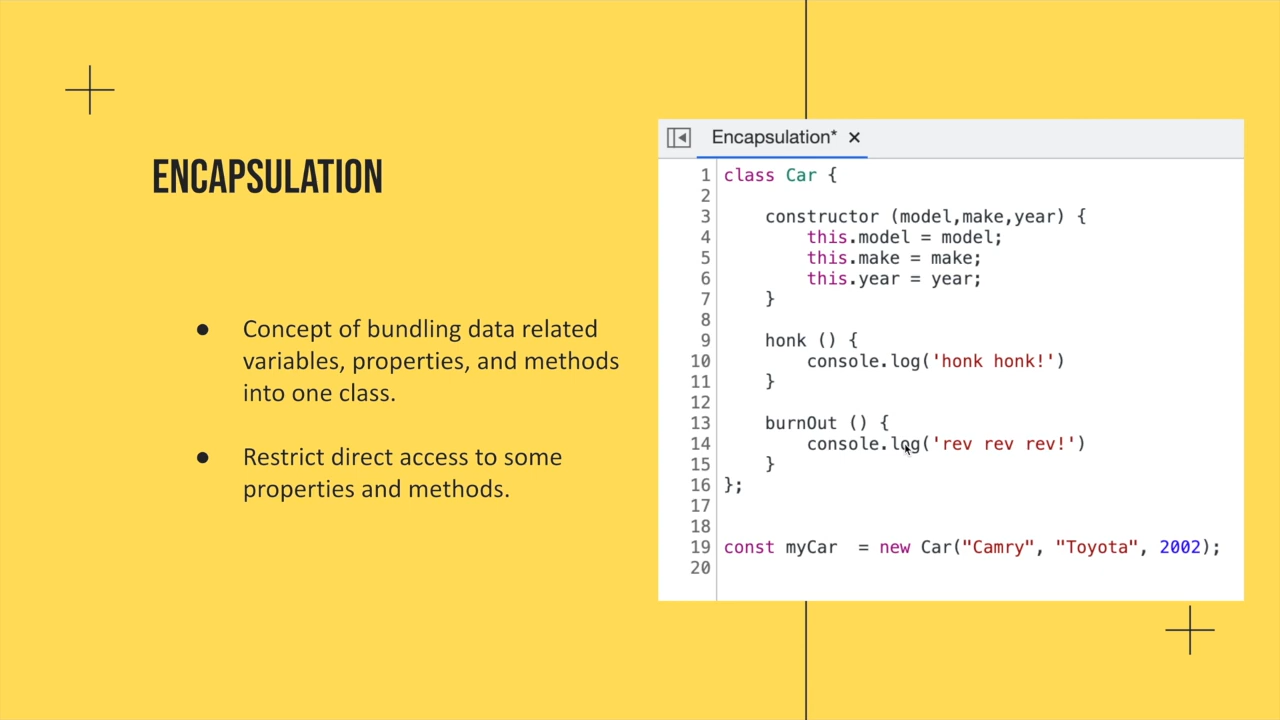 ENCAPSULATION
● Concept of bundling data related
variables, properties, and methods
into one class.
● Restrict direct access to some
properties and methods.
Encapsulation* ×
1 class Car {
2
3     constructor (model,make,year) {
4         this.model = model;
5         this.make = make;
6         this.year = year;
7     }
8
9     honk () {
10         console.log('honk honk!')
11     }
12
13     burnOut () {
14         console.log('rev rev rev!')
15     }
16 };
17
18
19 const myCar  = new Car("Camry", "Toyota", 2002);
20